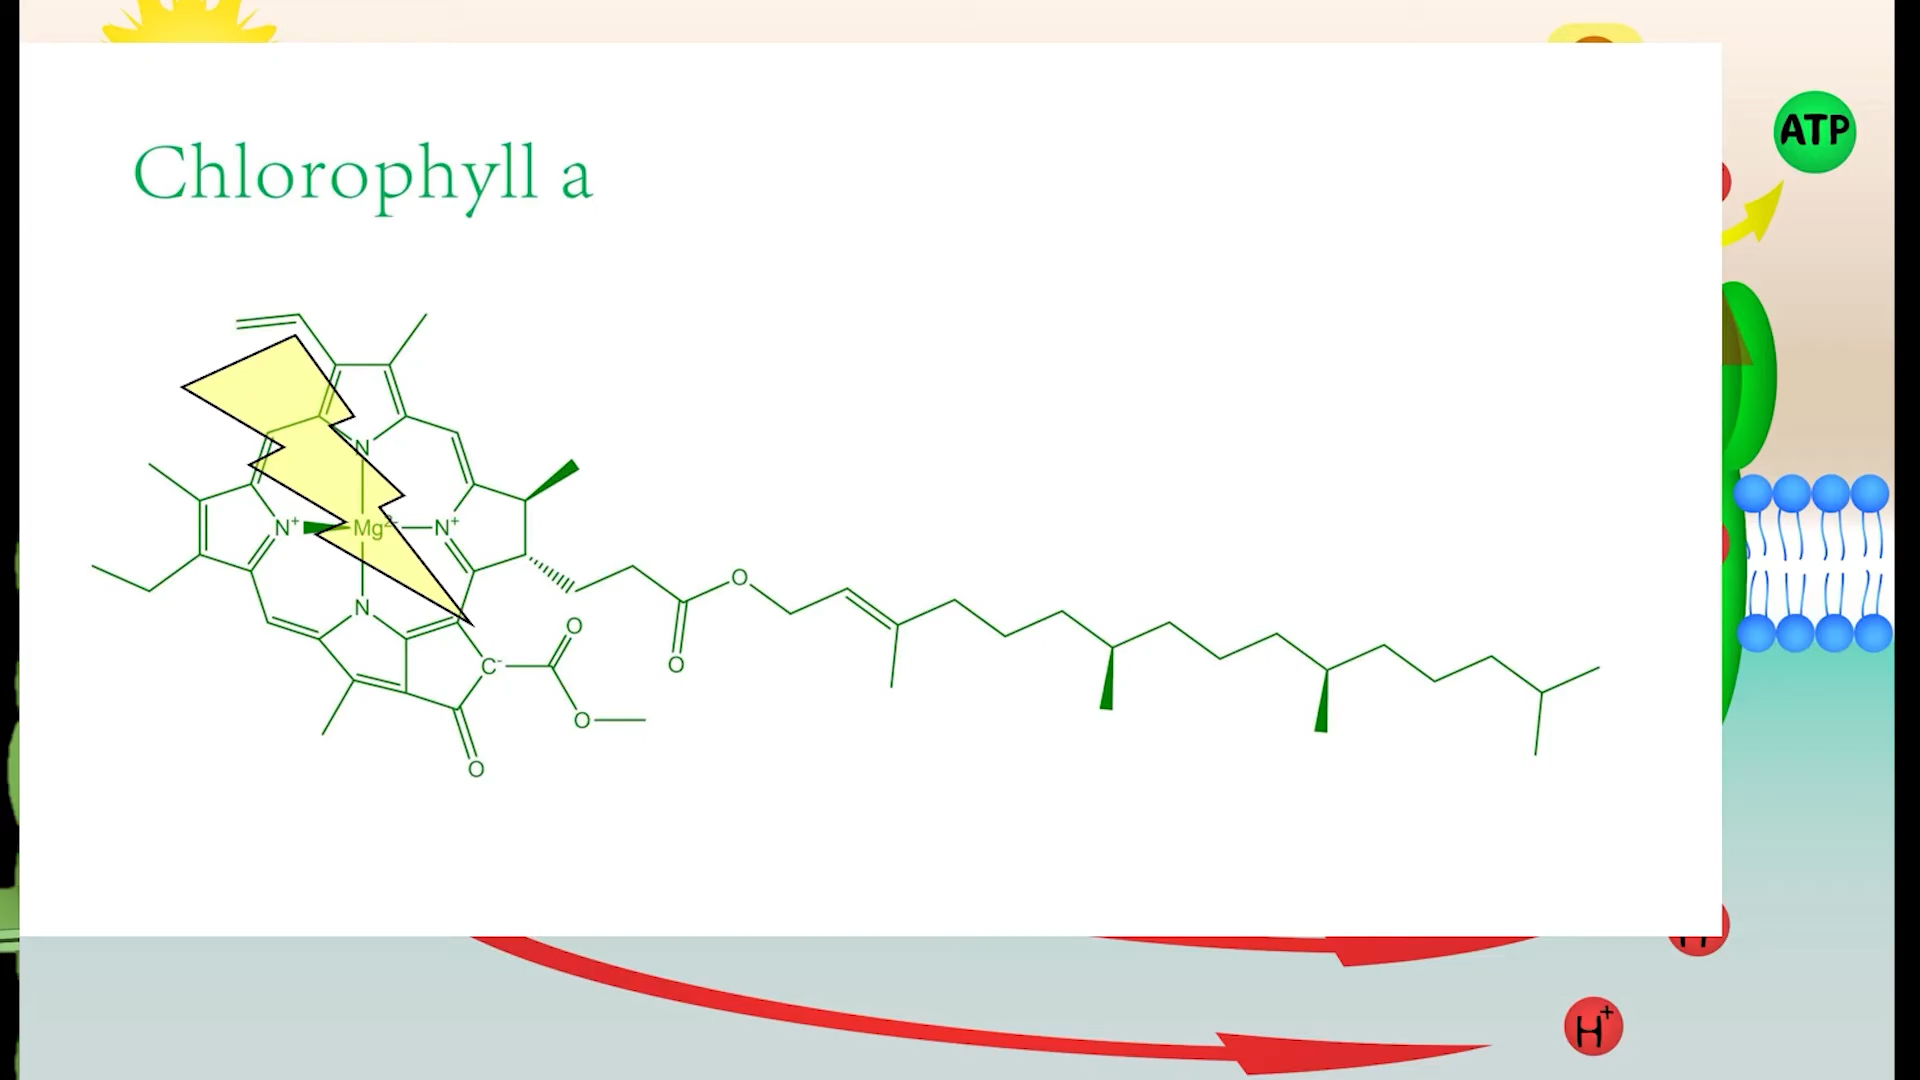 ATP
Chlorophyll a
N
N+
Mg2-
N+
N
O
O
C-
O
O
O
H+